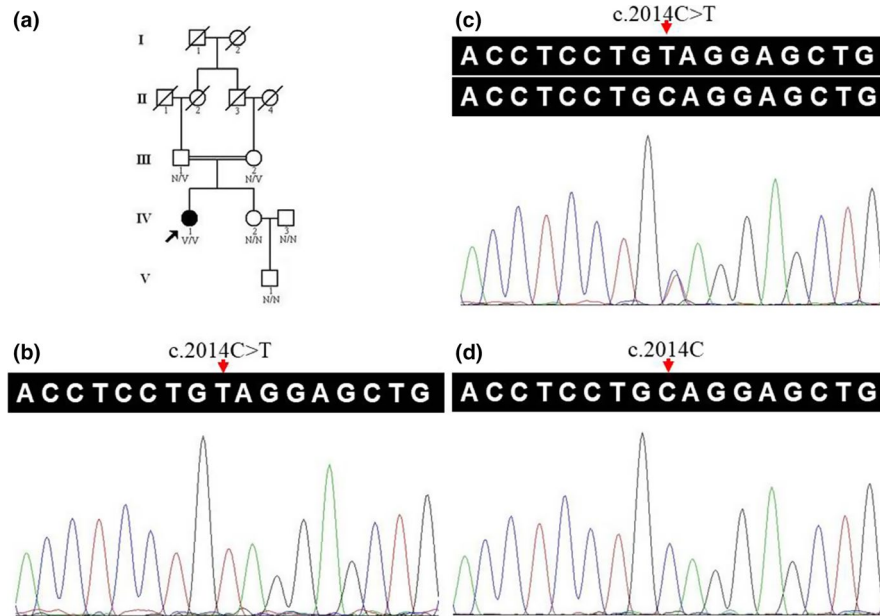 (a)
I
1 2
II
1 2 3 4
III
1 2
N/V N/V
IV
1 2 3
V/V N/N N/N
V
1
N/N
(c)
c.2014C>T
ACCTCCTGTAGGAGCTG
ACCTCCTGCAGGAGCTG
(b)
c.2014C>T
ACCTCCTGTAGGAGCTG
(d)
c.2014C
ACCTCCTGCAGGAGCTG